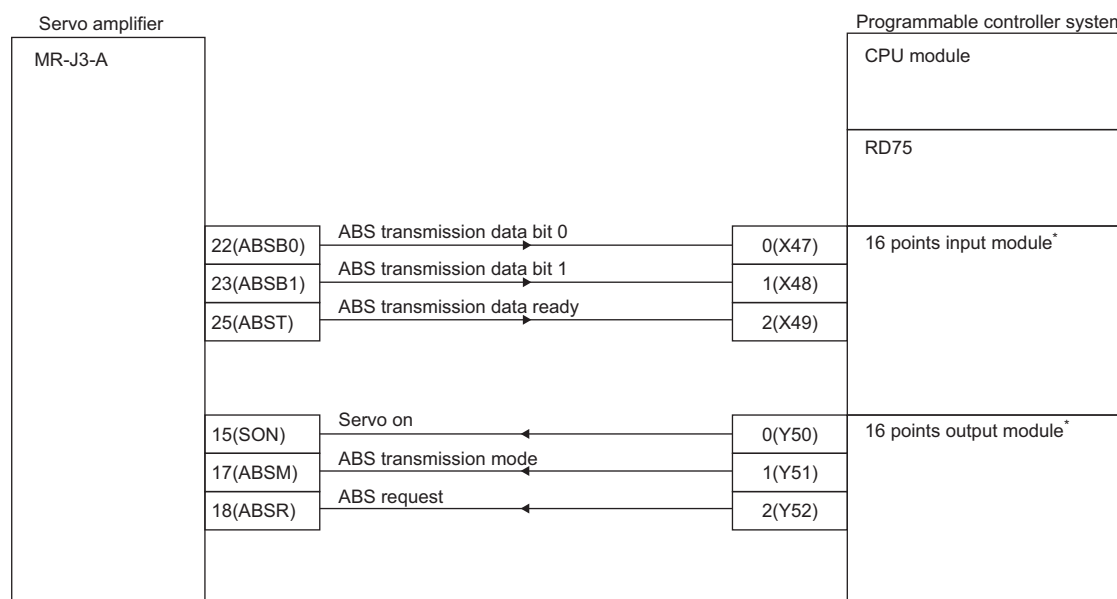 Servo amplifier
Programmable controller system
MR-J3-A
CPU module
RD75
22(ABSB0)
ABS transmission data bit 0
0(X47)
16 points input module*
23(ABSB1)
ABS transmission data bit 1
1(X48)
25(ABST)
ABS transmission data ready
2(X49)
15(SON)
Servo on
0(Y50)
16 points output module*
17(ABSM)
ABS transmission mode
1(Y51)
18(ABSR)
ABS request
2(Y52)